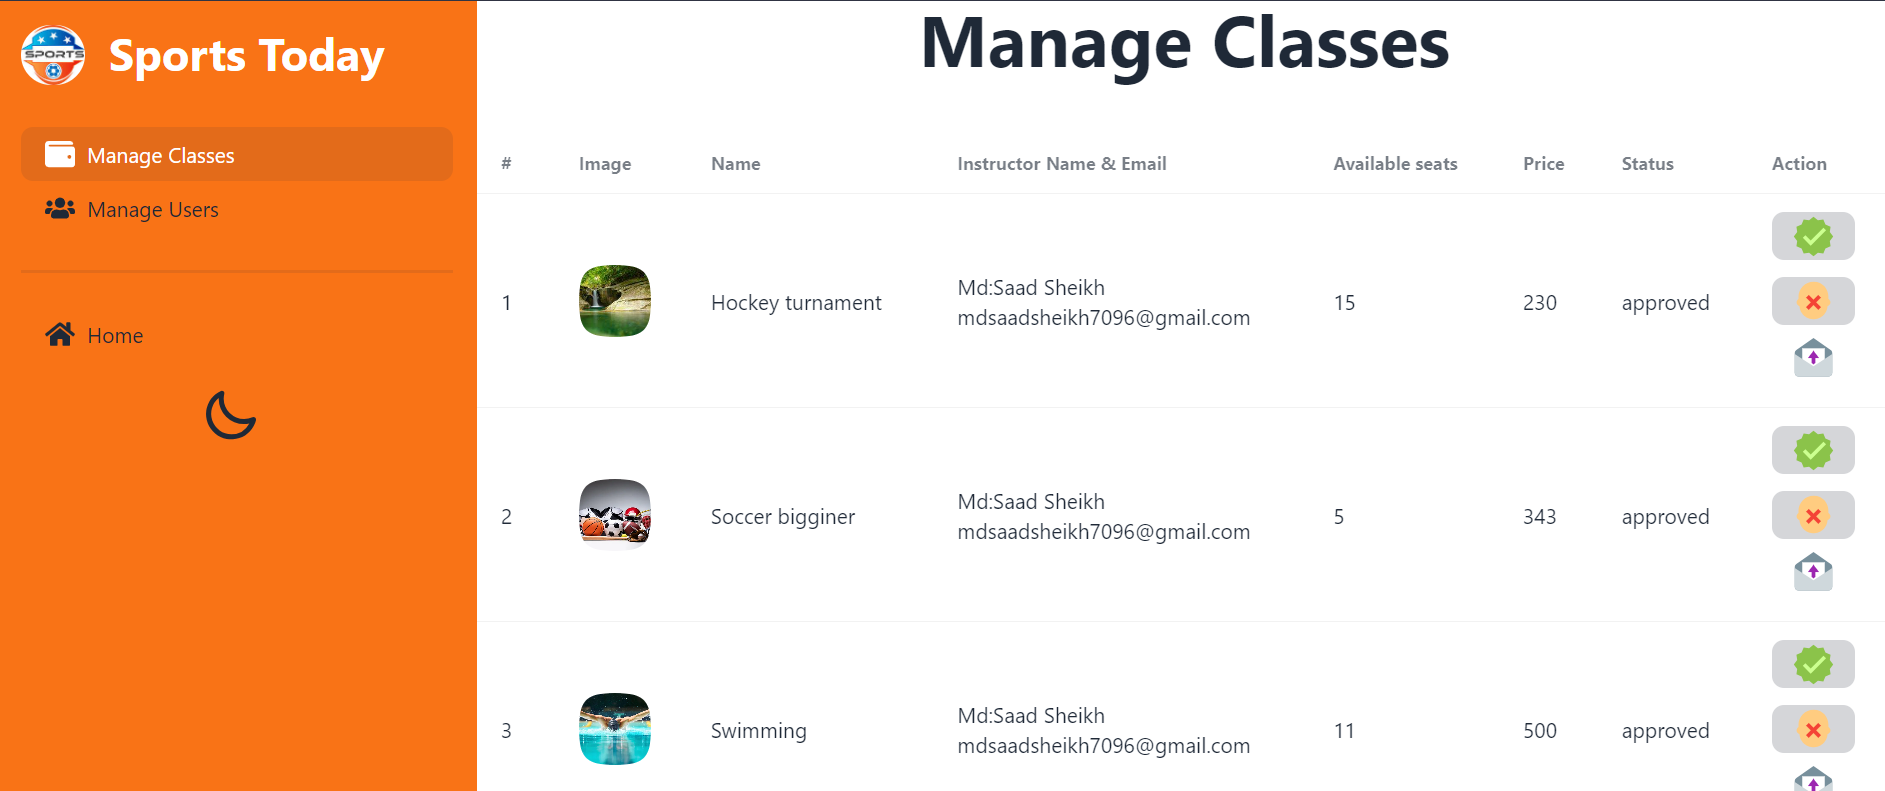 SPORTS
Sports Today
Manage Classes
Manage Users
Home
Manage Classes
# Image Name Instructor Name & Email Available seats Price Status Action
1 Hockey turnament Md:Saad Sheikh 15 230 approved
mdsaadsheikh7096@gmail.com
2 Soccer bigginer Md:Saad Sheikh 5 343 approved
mdsaadsheikh7096@gmail.com
3 Swimming Md:Saad Sheikh 11 500 approved
mdsaadsheikh7096@gmail.com